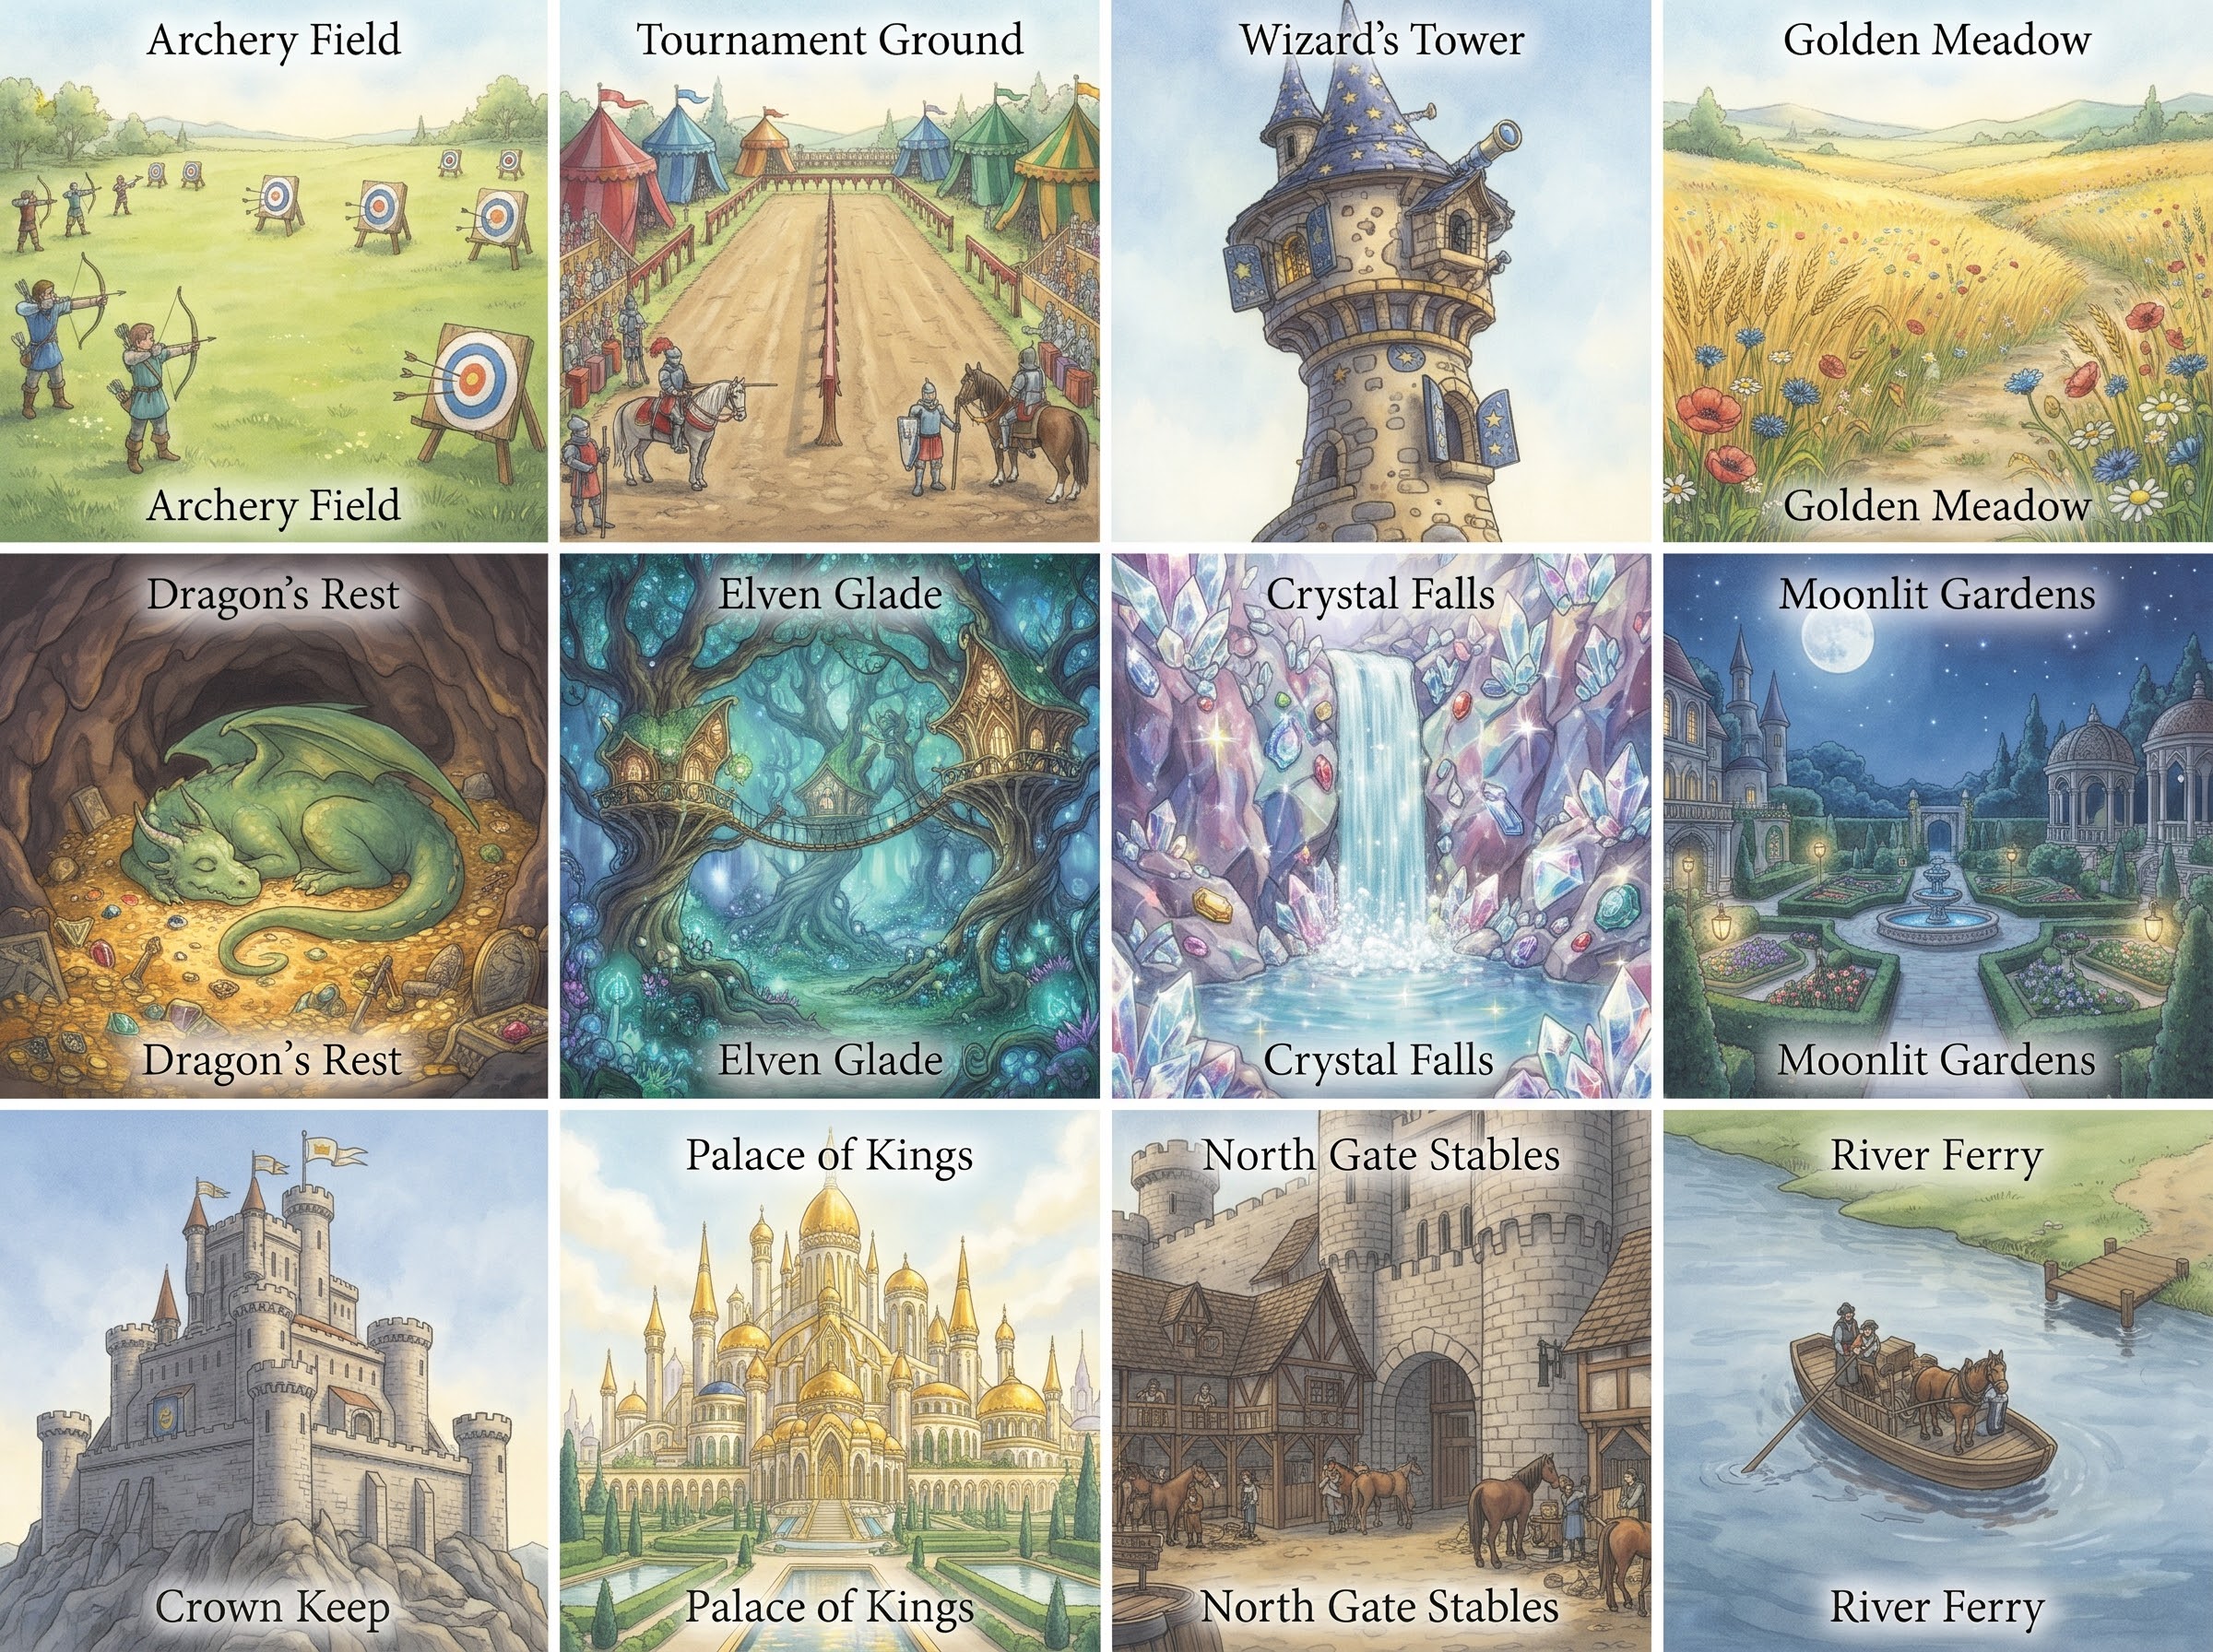 Archery Field
Tournament Ground
Wizard's Tower
Golden Meadow
Archery Field
Golden Meadow
Dragon's Rest
Elven Glade
Crystal Falls
Moonlit Gardens
Dragon's Rest
Elven Glade
Crystal Falls
Moonlit Gardens
Palace of Kings
North Gate Stables
River Ferry
Crown Keep
Palace of Kings
North Gate Stables
River Ferry